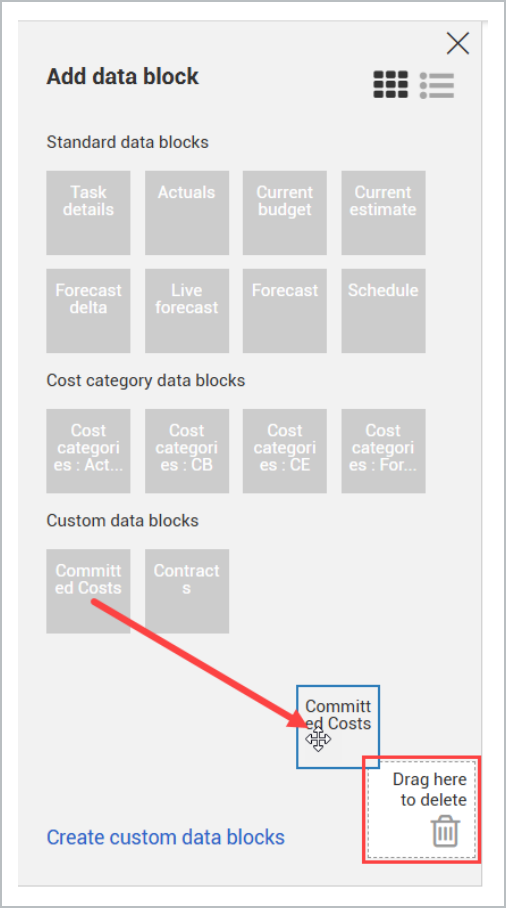 Add data block
Standard data blocks
Task
details
Actuals
Current
budget
Current
estimate
Forecast
delta
Live
forecast
Forecast
Schedule
Cost category data blocks
Cost
categori
es : Act...
Cost
categori
es : CB
Cost
categori
es : CE
Cost
categori
es : For...
Custom data blocks
Committ
ed Costs
Contract
s
Committ
ed Costs
Drag here
to delete
Create custom data blocks